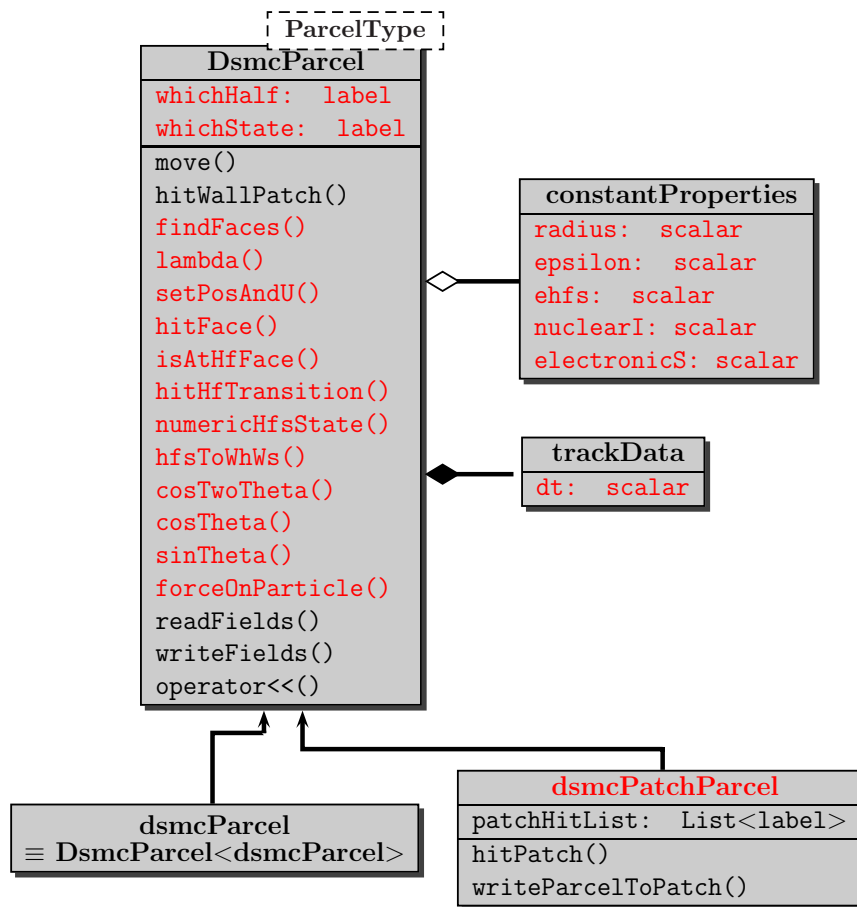 ParcelType
DsmcParcel
whichHalf: label
whichState: label
move()
hitWallPatch()
findFaces()
lambda()
setPosAndU()
hitFace()
isAtHfFace()
hitHfTransition()
numericHfsState()
hfsToWhWs()
cosTwoTheta()
cosTheta()
sinTheta()
forceOnParticle()
readFields()
writeFields()
operator<<()
constantProperties
radius: scalar
epsilon: scalar
ehfs: scalar
nuclearI: scalar
electronicS: scalar
trackData
dt: scalar
dsmcParcel
≡ DsmcParcel<dsmcParcel>
dsmcPatchParcel
patchHitList: List<label>
hitPatch()
writeParcelToPatch()